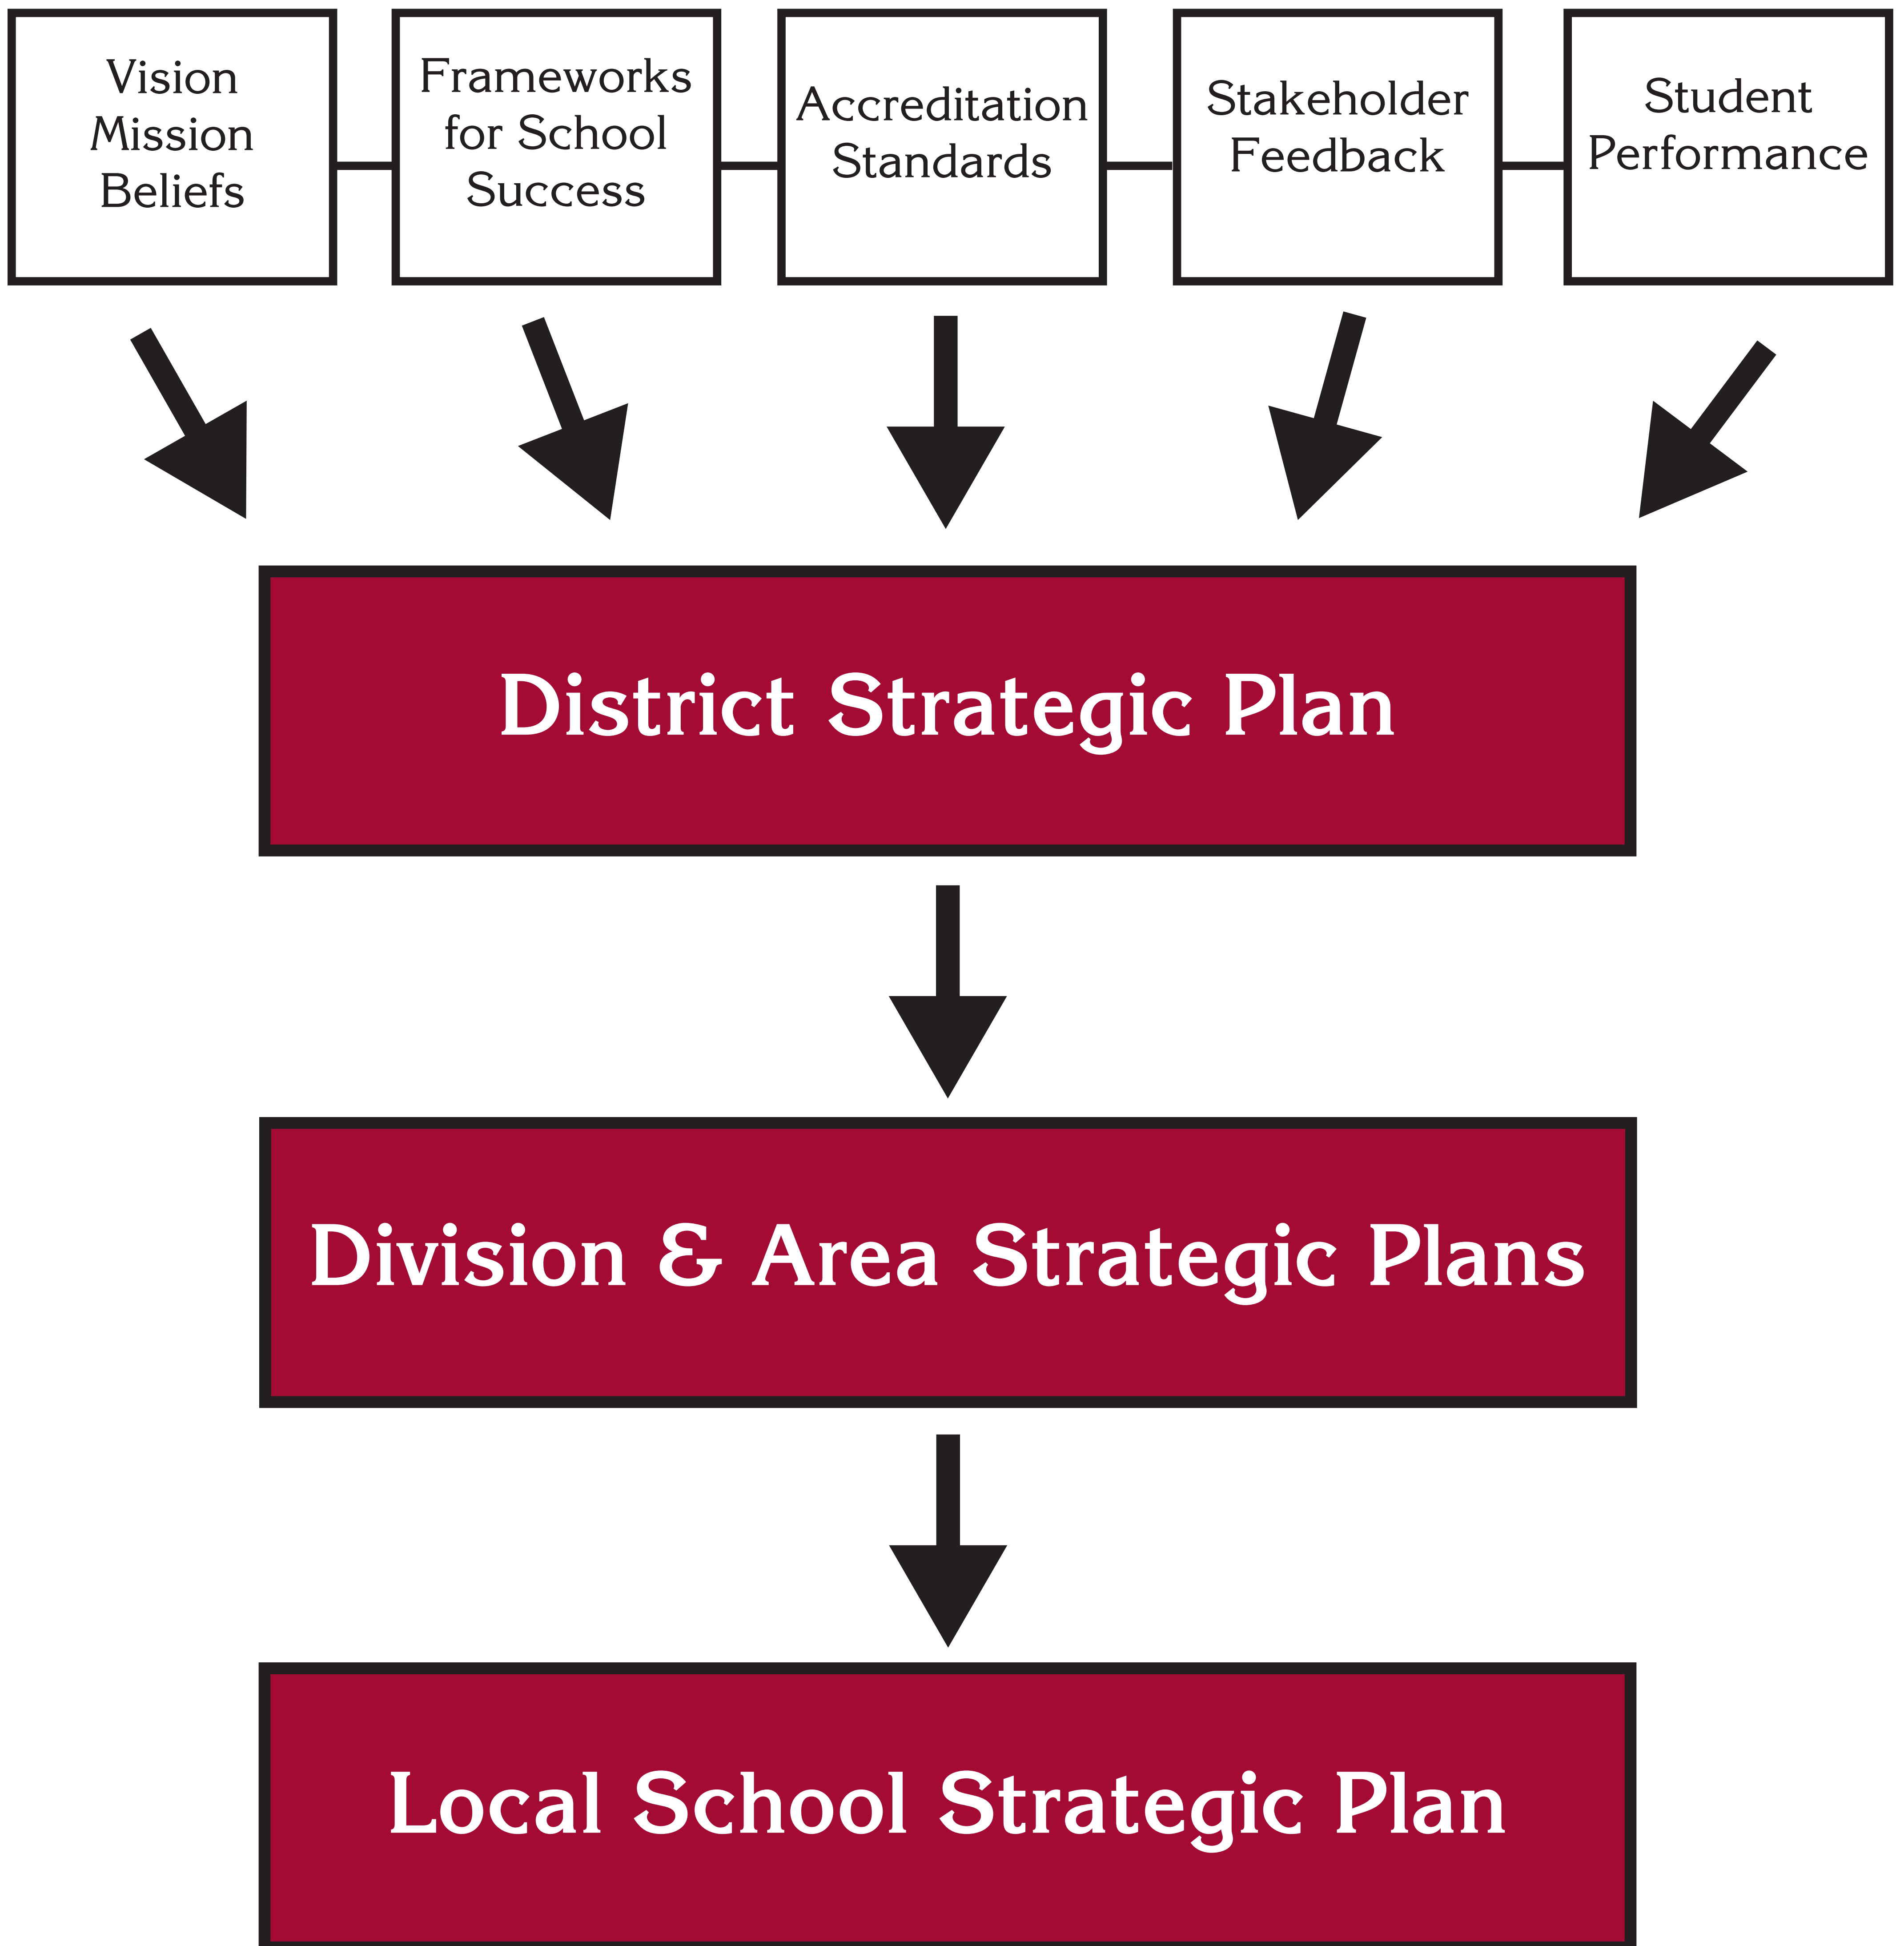 Vision
Mission
Beliefs
Frameworks
for School
Success
Accreditation
Standards
Stakeholder
Feedback
Student
Performance
District Strategic Plan
Division & Area Strategic Plans
Local School Strategic Plan